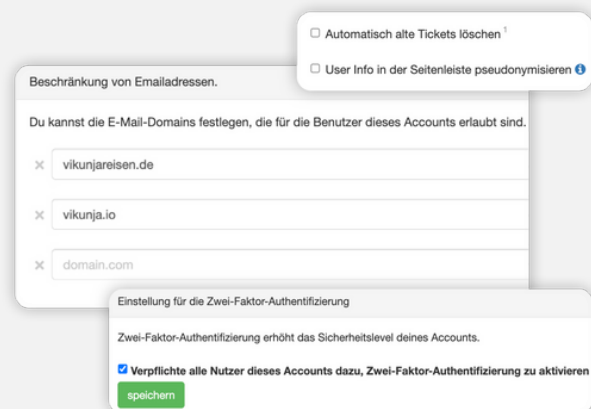 Automatisch alte Tickets löschen 1
User Info in der Seitenleiste pseudonymisieren
Beschränkung von Emailadressen.
Du kannst die E-Mail-Domains festlegen, die für die Benutzer dieses Accounts erlaubt sind.
vikunjareisen.de
vikunja.io
domain.com
Einstellung für die Zwei-Faktor-Authentifizierung
Zwei-Faktor-Authentifizierung erhöht das Sicherheitslevel deines Accounts.
Verpflichte alle Nutzer dieses Accounts dazu, Zwei-Faktor-Authentifizierung zu aktivieren
speichern